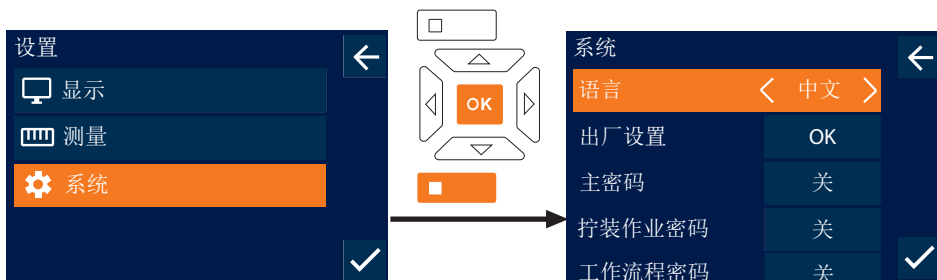 设置
显示
测量
系统
OK
系统
语言 中文
出厂设置 OK
主密码 关
拧装作业密码 关
工作流程密码 关